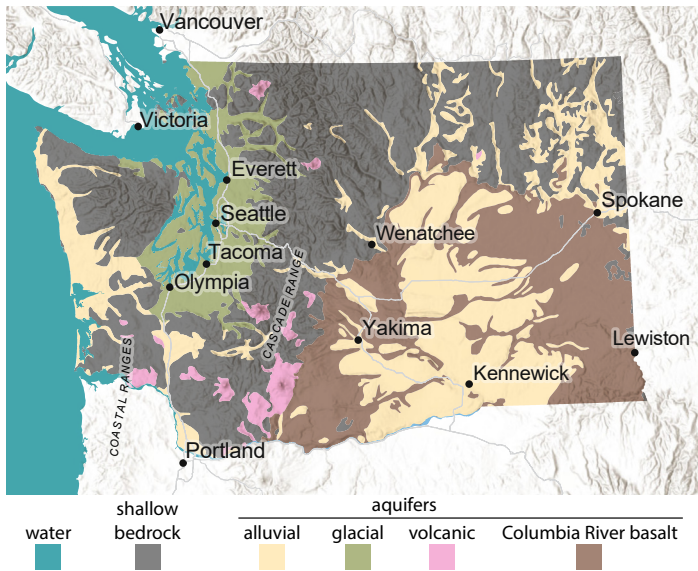 Vancouver
Victoria
Everett
Seattle
Spokane
Wenatchee
Tacoma
Olympia
CASCADE RANGE
Yakima
Lewiston
COASTAL RANGES
Kennewick
Portland
shallow
aquifers
water
bedrock
alluvial
glacial
volcanic
Columbia River basalt